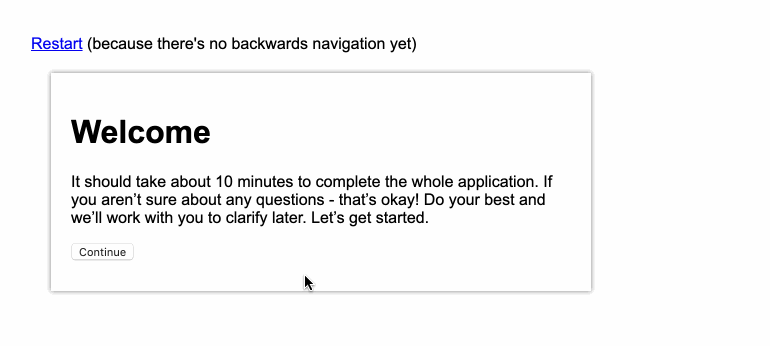 Restart (because there's no backwards navigation yet)
Welcome
It should take about 10 minutes to complete the whole application. If
you aren’t sure about any questions - that’s okay! Do your best and
we’ll work with you to clarify later. Let’s get started.
Continue